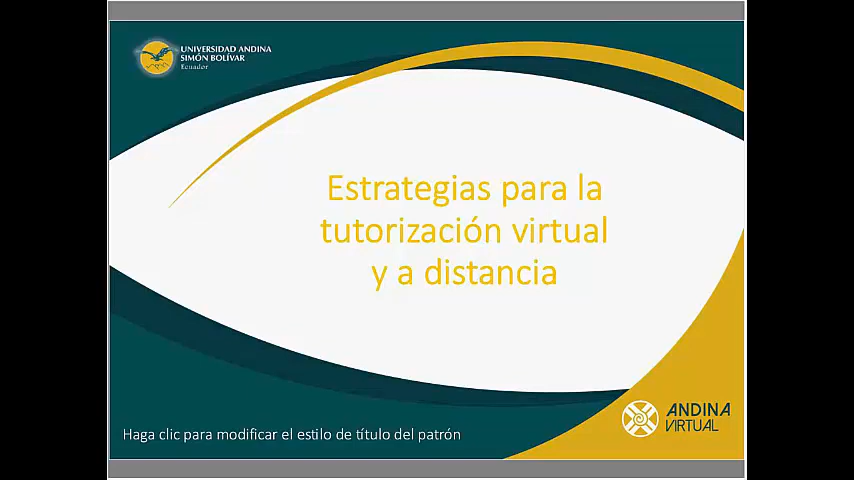 UNIVERSIDAD ANDINA
SIMÓN BOLÍVAR
Ecuador
Estrategias para la
tutorización virtual
y a distancia
Haga clic para modificar el estilo de título del patrón
ANDINA
VIRTUAL